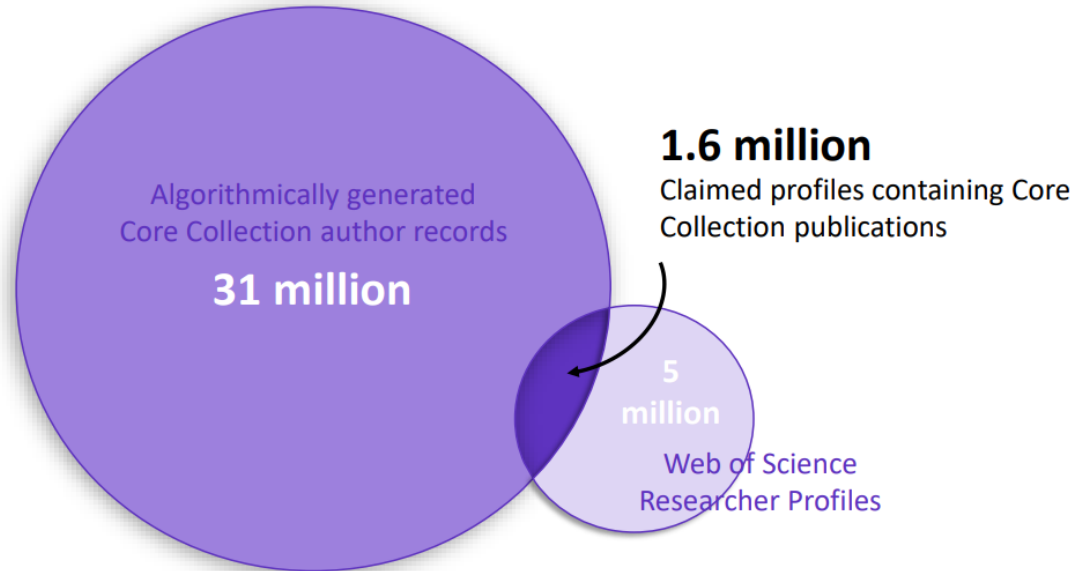 Algorithmically generated
Core Collection author records
31 million
1.6 million
Claimed profiles containing Core
Collection publications
5
million
Web of Science
Researcher Profiles